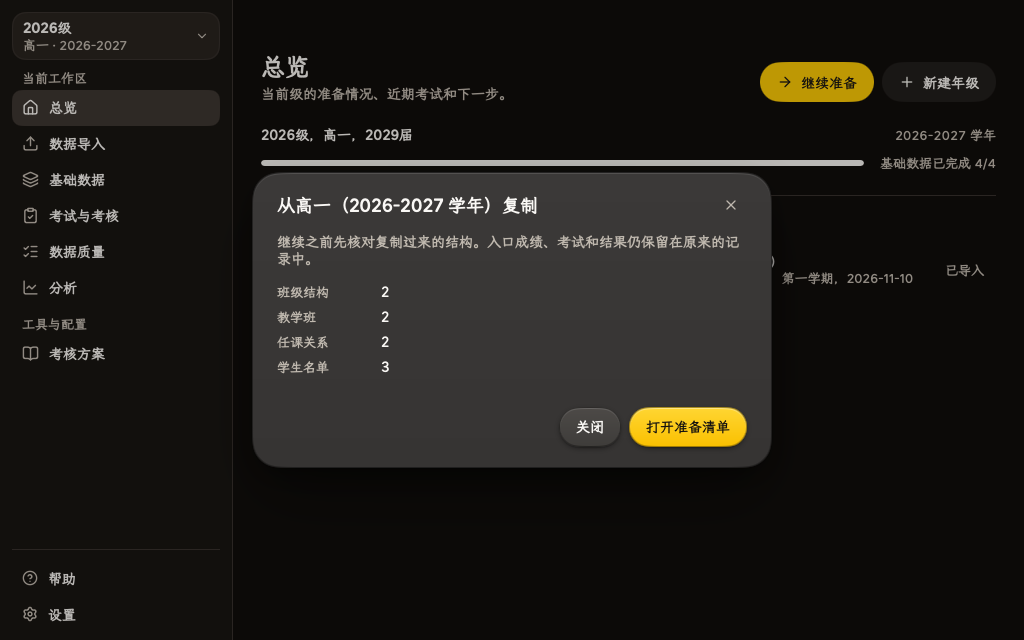 2026级
高一 · 2026-2027
当前工作区
总览
数据导入
基础数据
考试与考核
数据质量
分析
工具与配置
考核方案
帮助
设置
总览
当前级的准备情况、近期考试和下一步。
继续准备
新建年级
2026级，高一，2029届
2026-2027 学年
基础数据已完成 4/4
)
第一学期，2026-11-10
已导入
从高一（2026-2027 学年）复制
继续之前先核对复制过来的结构。入口成绩、考试和结果仍保留在原来的记
录中。
班级结构 2
教学班 2
任课关系 2
学生名单 3
关闭
打开准备清单